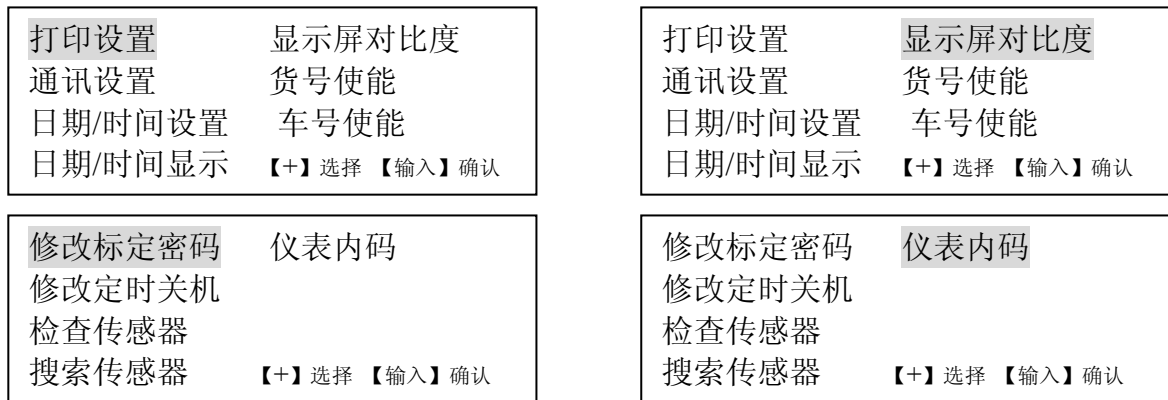 打印设置 显示屏对比度
通讯设置 货号使能
日期/时间设置 车号使能
日期/时间显示 【+】选择 【输入】确认
打印设置 显示屏对比度
通讯设置 货号使能
日期/时间设置 车号使能
日期/时间显示 【+】选择 【输入】确认
修改标定密码 仪表内码
修改定时关机
检查传感器
搜索传感器 【+】选择 【输入】确认
修改标定密码 仪表内码
修改定时关机
检查传感器
搜索传感器 【+】选择 【输入】确认